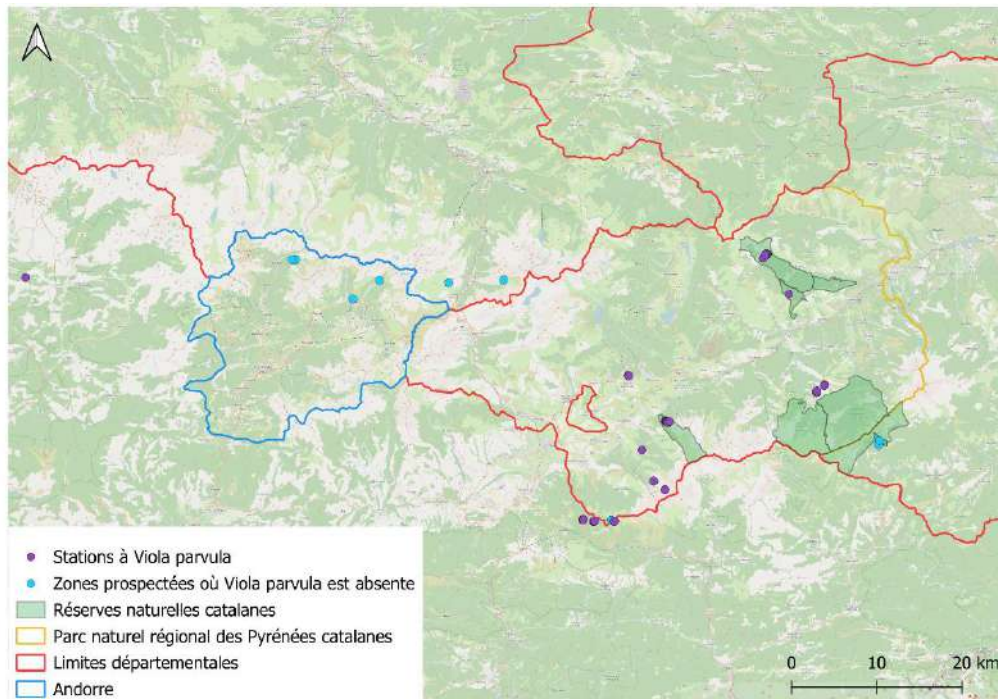 Stations à Viola parvula
Zones prospectées où Viola parvula est absente
Réserves naturelles catalanes
Parc naturel régional des Pyrénées catalanes
Limites départementales
Andorre
0 10 20 km